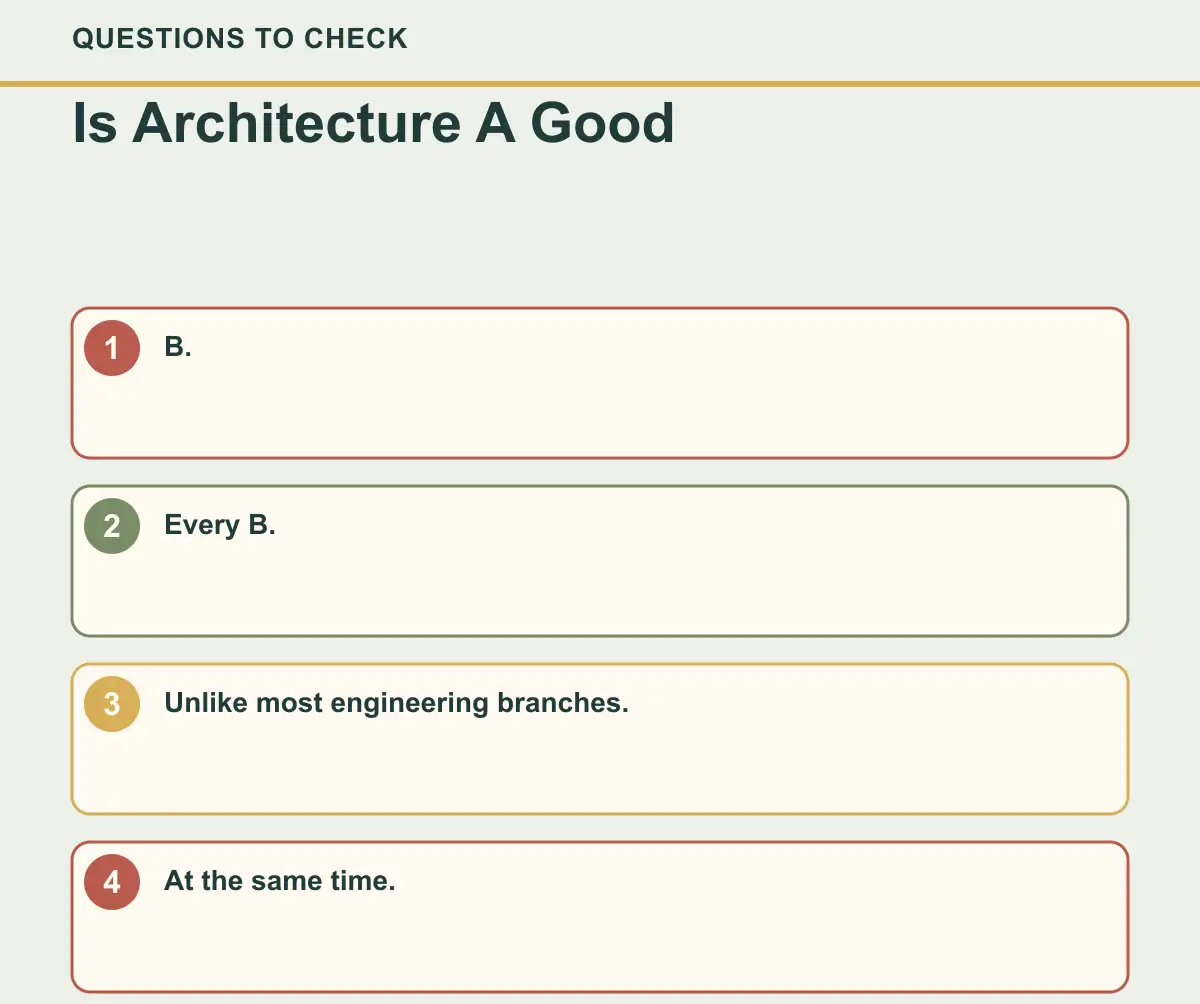 QUESTIONS TO CHECK
Is Architecture A Good
1 B.
2 Every B.
3 Unlike most engineering branches.
4 At the same time.